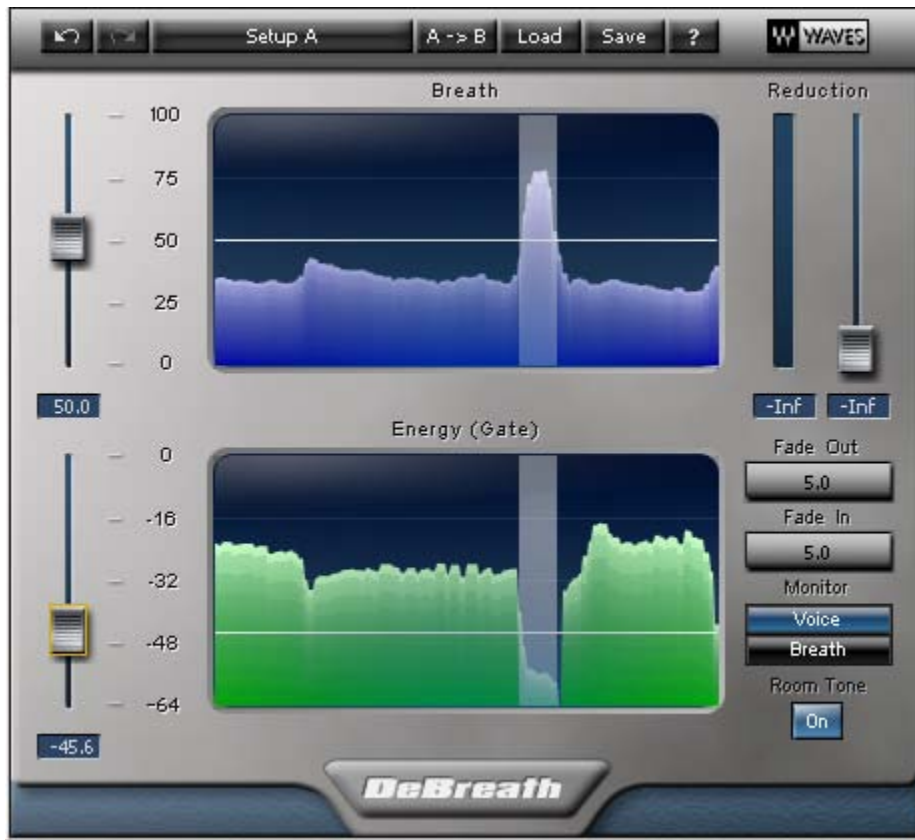 Setup A A -> B Load Save ? W WAVES
Breath Reduction
100
75
50
25
0
50.0 -Inf -Inf
Energy (Gate) Fade Out
0
5.0
-16 Fade In
5.0
-32 Monitor
Voice
-48 Breath
Room Tone
-64 On
-45.6
DeBreath